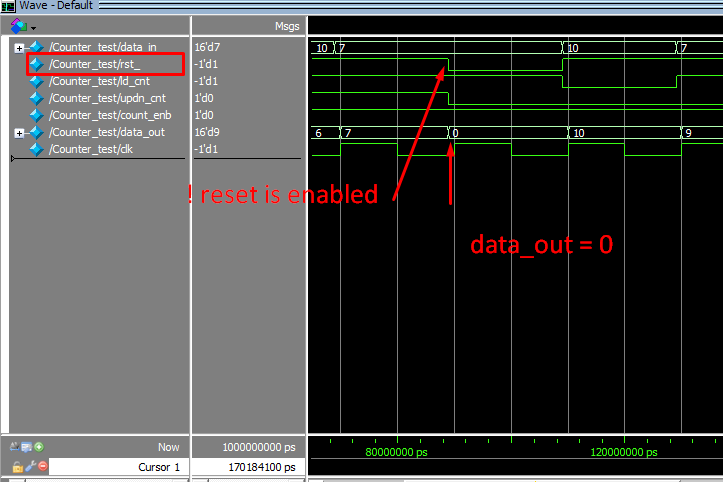 Wave - Default
Msgs
/Counter_test/data_in 16'd7 10 7 10 7
/Counter_test/rst_ -1'd1
/Counter_test/ld_cnt -1'd1
/Counter_test/updn_cnt 1'd0
/Counter_test/count_enb 1'd0
/Counter_test/data_out 16'd9 6 7 0 10 9
/Counter_test/clk -1'd1
! reset is enabled
data_out = 0
Now 1000000000 ps
80000000 ps 120000000 ps
Cursor 1 170184100 ps